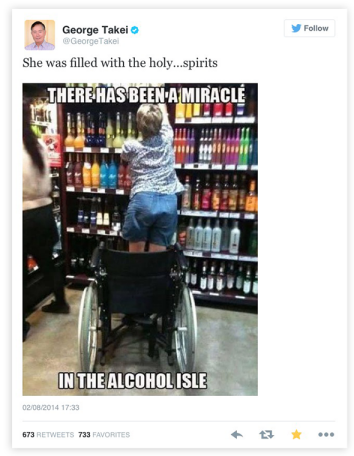 George Takei
@GeorgeTakei
Follow
She was filled with the holy...spirits
THERE HAS BEEN A MIRACLE
IN THE ALCOHOL ISLE
02/08/2014 17:33
673 RETWEETS 733 FAVORITES